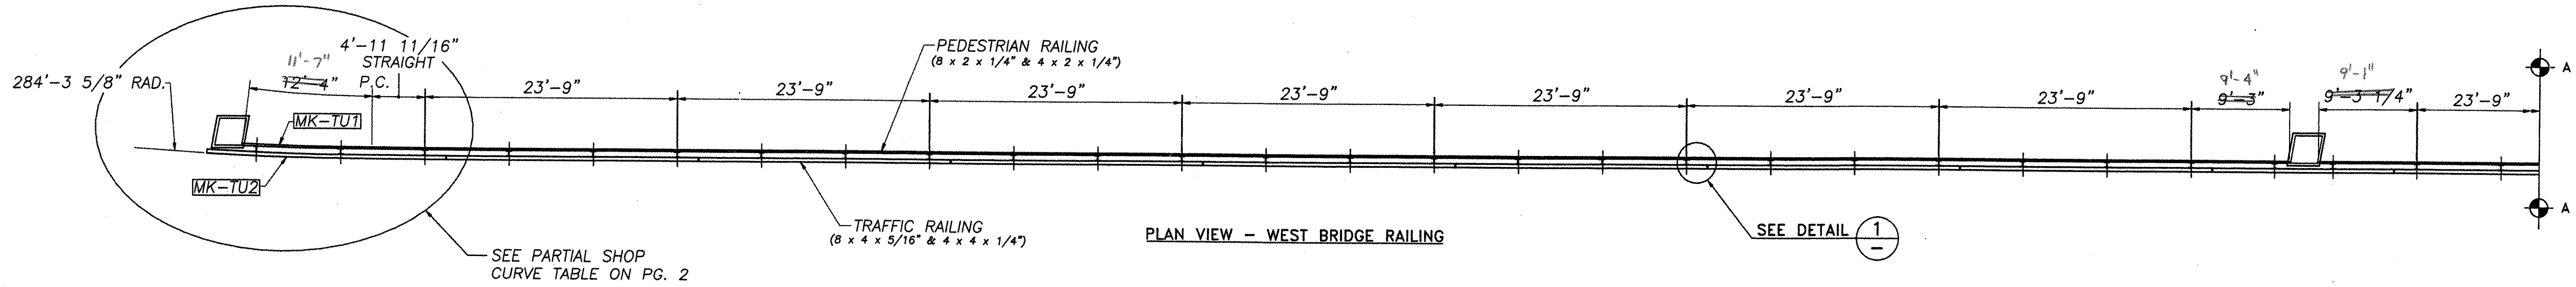 4'-11 11/16"
STRAIGHT
P.C.
11'-7"
12'-4"
284'-3 5/8" RAD.
PEDESTRIAN RAILING
(8 x 2 x 1/4" & 4 x 2 x 1/4")
23'-9"
23'-9"
23'-9"
23'-9"
23'-9"
23'-9"
23'-9"
9'-4"
9'-3"
9'-1"
9'-3 1/4"
23'-9"
A
MK-TU1
MK-TU2
TRAFFIC RAILING
(8 x 4 x 5/16" & 4 x 4 x 1/4")
PLAN VIEW - WEST BRIDGE RAILING
SEE DETAIL 1
-
A
SEE PARTIAL SHOP
CURVE TABLE ON PG. 2